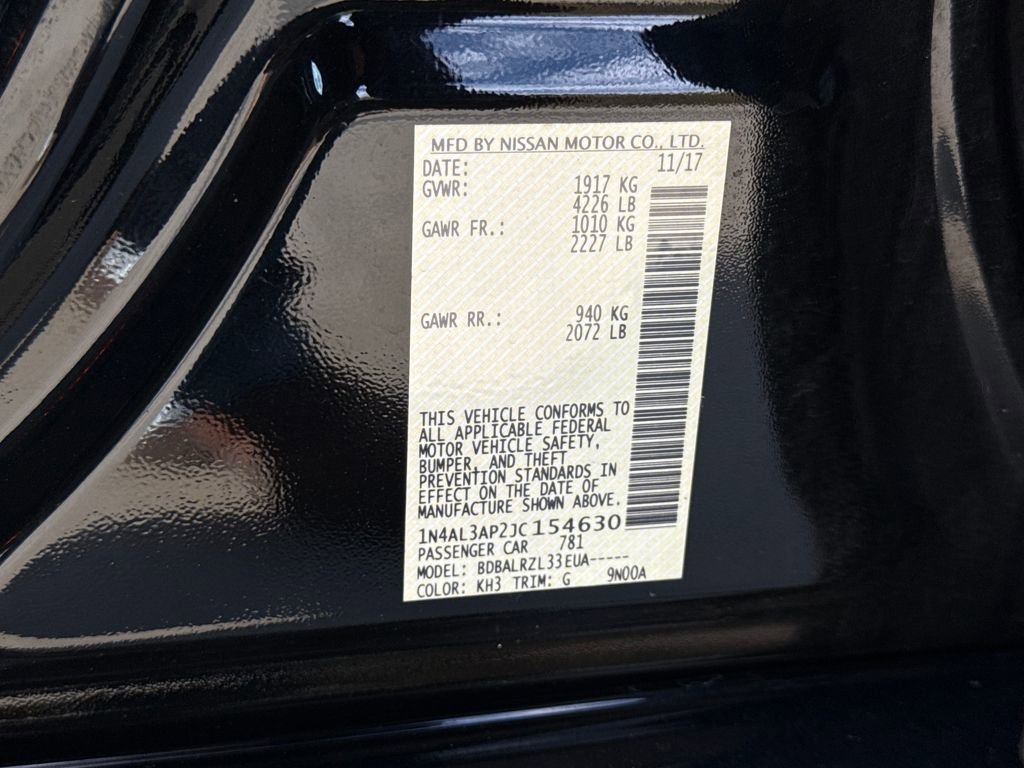 MFD BY NISSAN MOTOR CO., LTD.
DATE: 11/17
GVWR: 1917 KG
4226 LB
GAWR FR.: 1010 KG
2227 LB
GAWR RR.: 940 KG
2072 LB
THIS VEHICLE CONFORMS TO
ALL APPLICABLE FEDERAL
MOTOR VEHICLE SAFETY,
BUMPER, AND THEFT
PREVENTION STANDARDS IN
EFFECT ON THE DATE OF
MANUFACTURE SHOWN ABOVE.
1N4AL3AP2JC154630
PASSENGER CAR 781
MODEL: BDBALRZL33EUA-----
COLOR: KH3 TRIM: G 9N00A